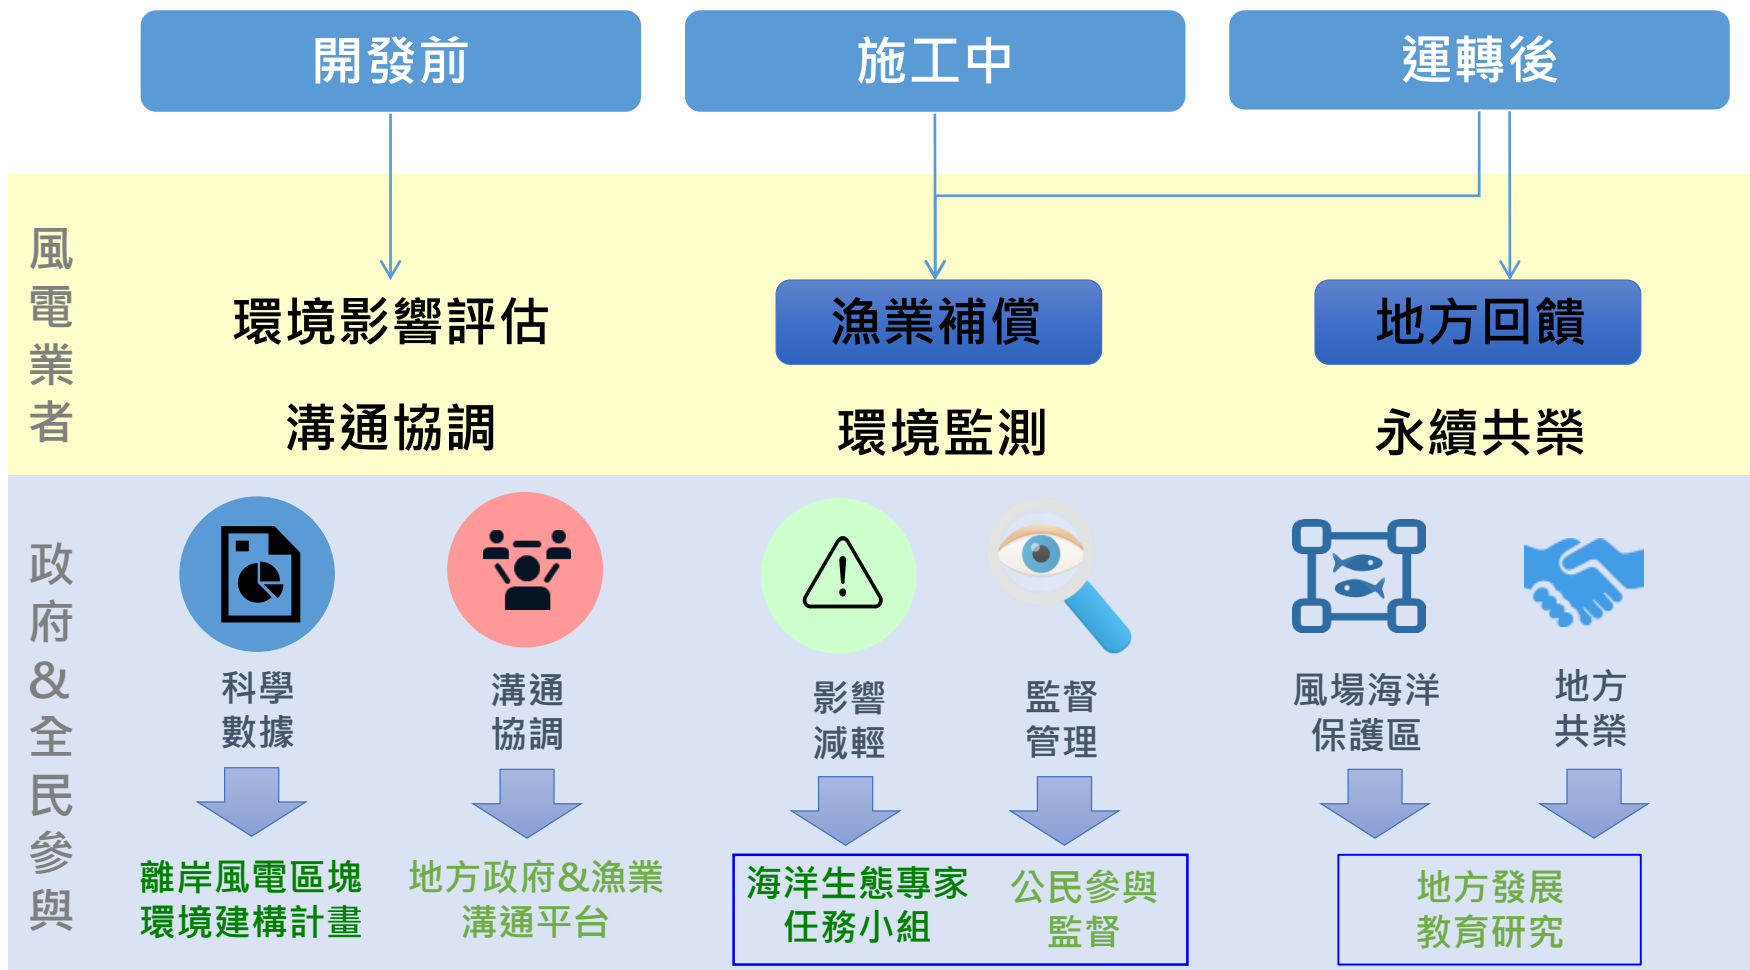 開發前
施工中
運轉後
風電業者
環境影響評估
漁業補償
地方回饋
溝通協調
環境監測
永續共榮
政府&全民參與
科學
數據
溝通
協調
影響
減輕
監督
管理
風場海洋
保護區
地方
共榮
離岸風電區塊
環境建構計畫
地方政府&漁業
溝通平台
海洋生態專家
任務小組
公民參與
監督
地方發展
教育研究